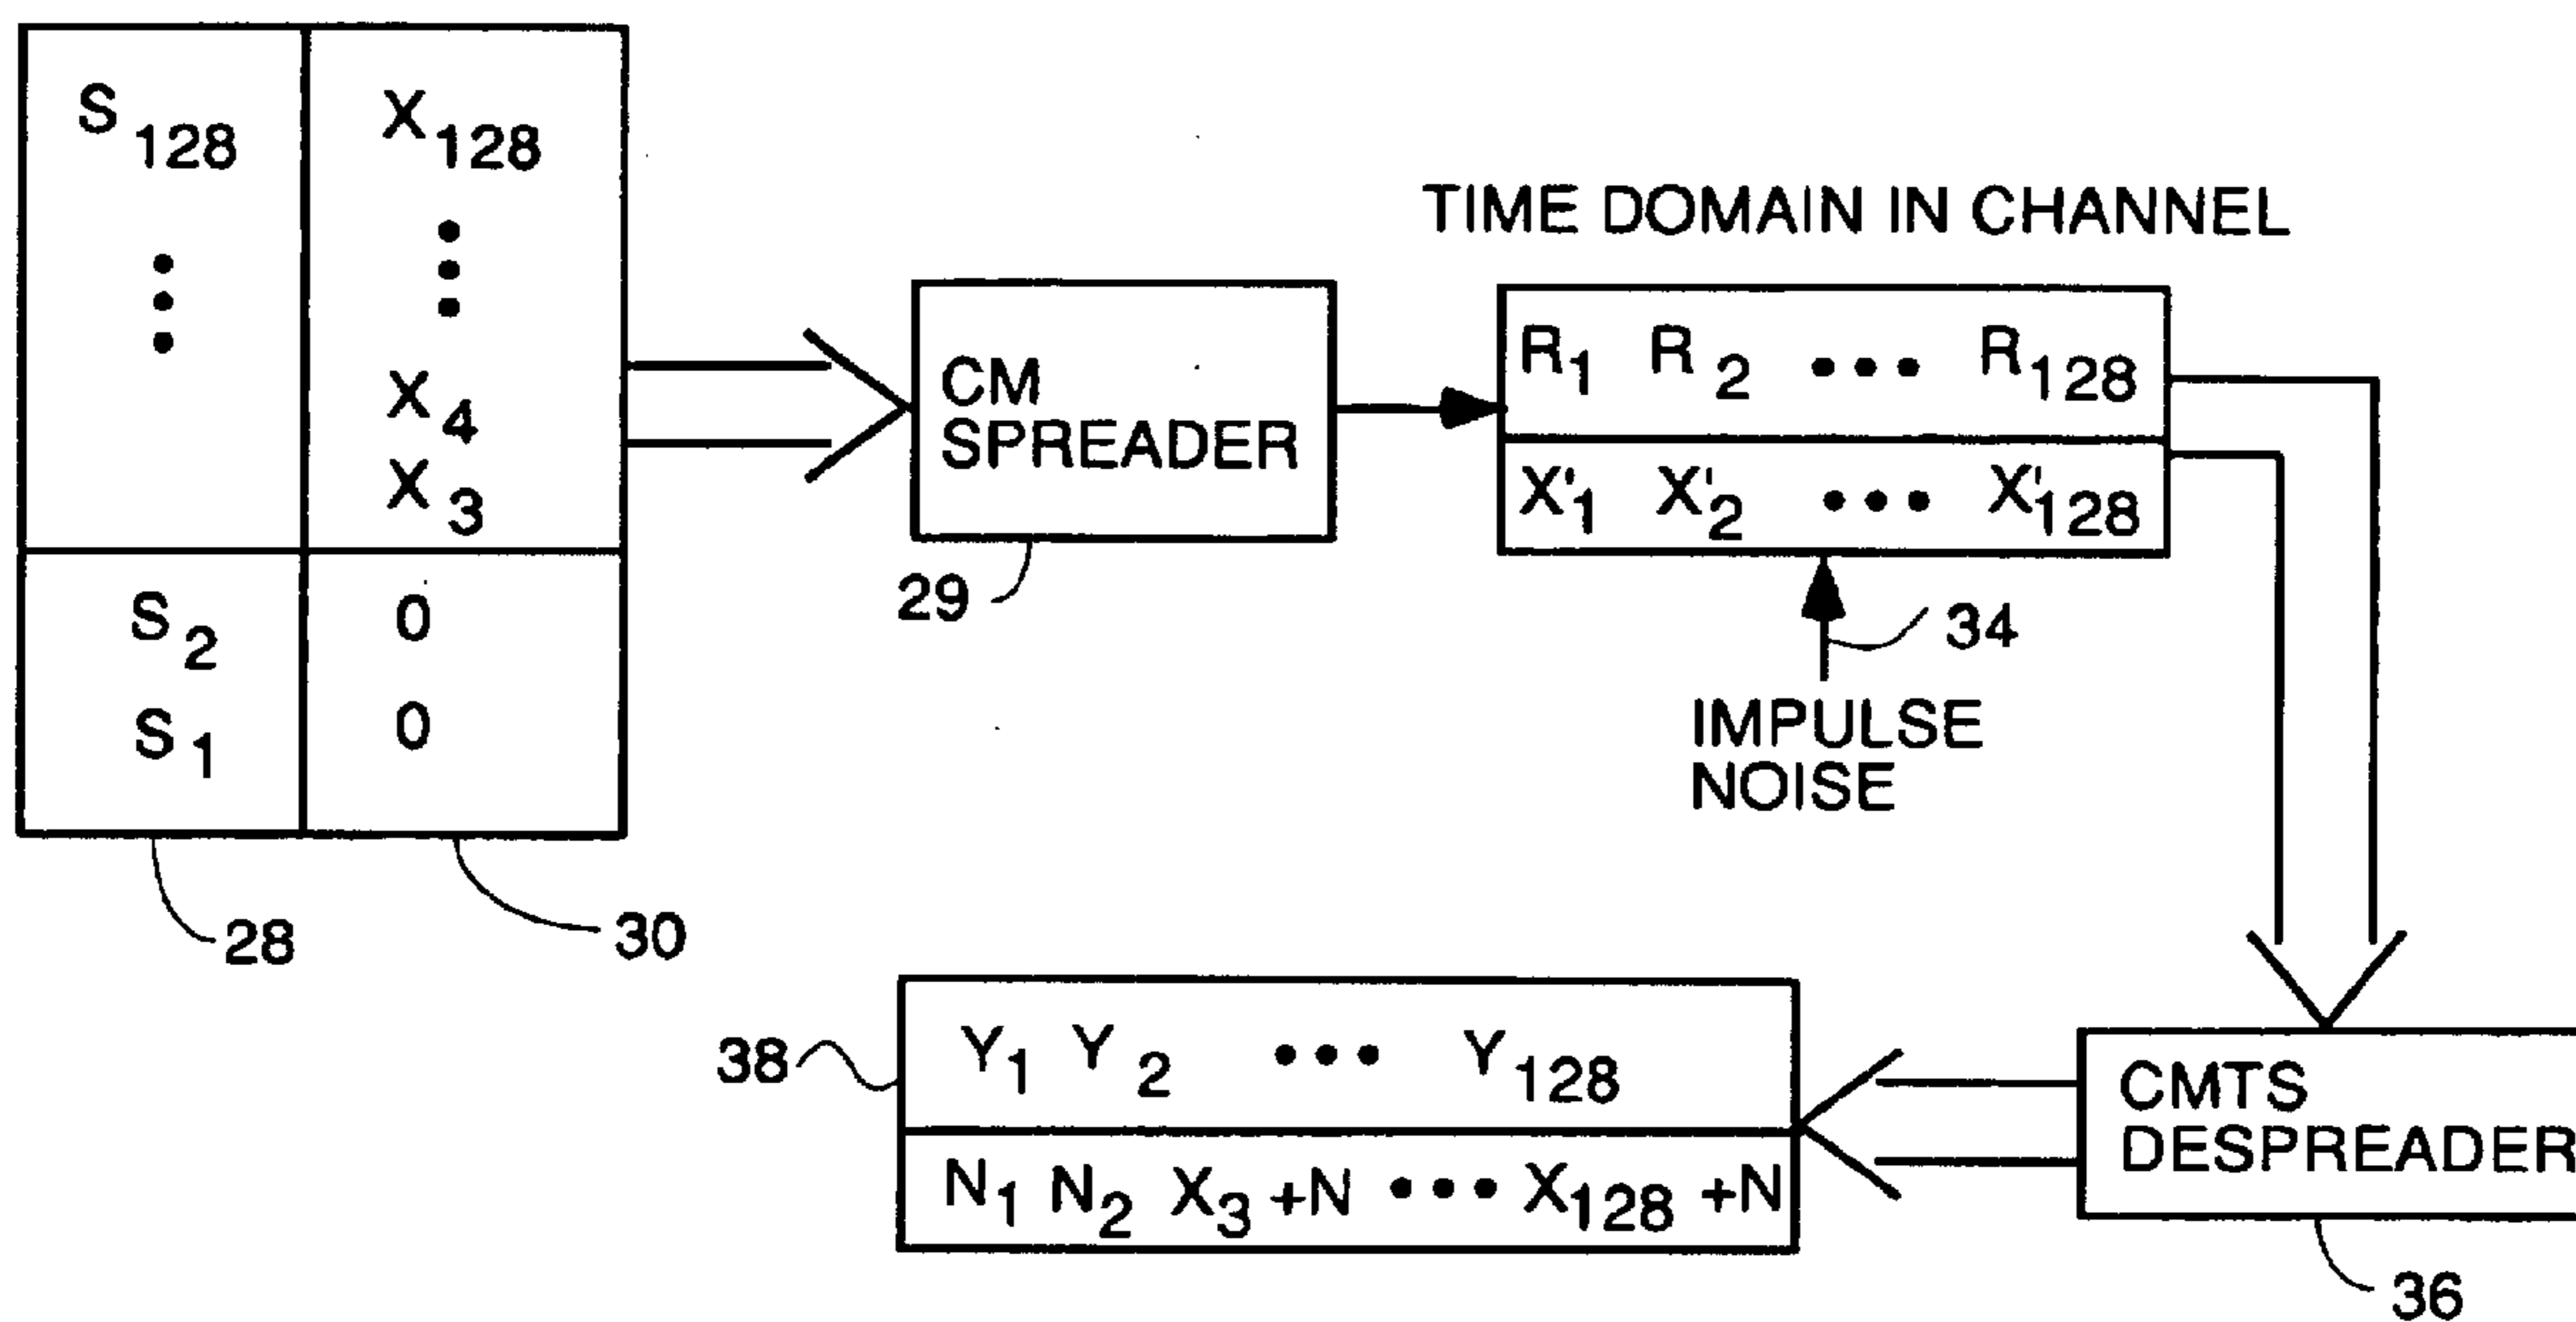 S128 X128
X4
X3
S2 0
S1 0
28
30
CM
SPREADER
29
TIME DOMAIN IN CHANNEL
R1 R2 ••• R128
X'1 X'2 ••• X'128
34
IMPULSE
NOISE
CMTS
DESPREADER
36
38
Y1 Y2 ••• Y128
N1 N2 X3 +N ••• X128 +N